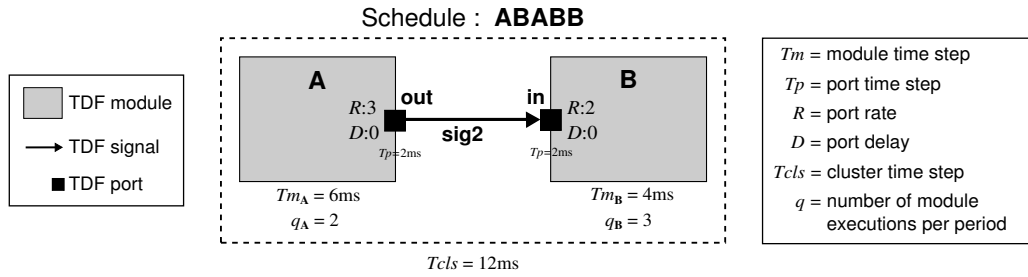 Schedule : ABABB
TDF module
TDF signal
TDF port
A
R:3
D:0
Tp=2ms
out
sig2
in
B
R:2
D:0
Tp=2ms
TmA = 6ms
qA = 2
TmB = 4ms
qB = 3
Tcls = 12ms
Tm = module time step
Tp = port time step
R = port rate
D = port delay
Tcls = cluster time step
q = number of module
executions per period